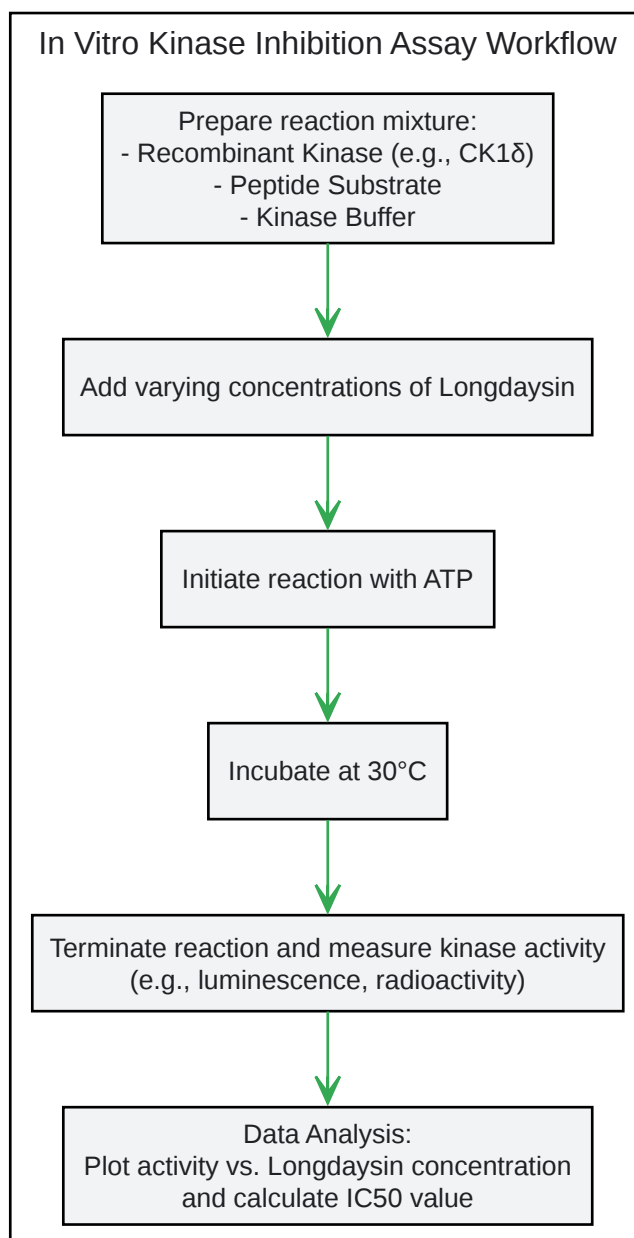 In Vitro Kinase Inhibition Assay Workflow
Prepare reaction mixture:
- Recombinant Kinase (e.g., CK1δ)
- Peptide Substrate
- Kinase Buffer
Add varying concentrations of Longdaysin
Initiate reaction with ATP
Incubate at 30°C
Terminate reaction and measure kinase activity
(e.g., luminescence, radioactivity)
Data Analysis:
Plot activity vs. Longdaysin concentration
and calculate IC50 value